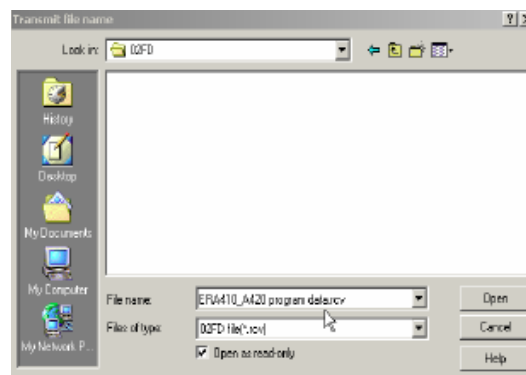 Transmit file name
Look in: 02FD
History
Desktop
My Documents
My Computer
My Network P...
File name: ERA410_A420 program data.rcv Open
Files of type: 02FD file(*.rcv) Cancel
Open as read-only
Help